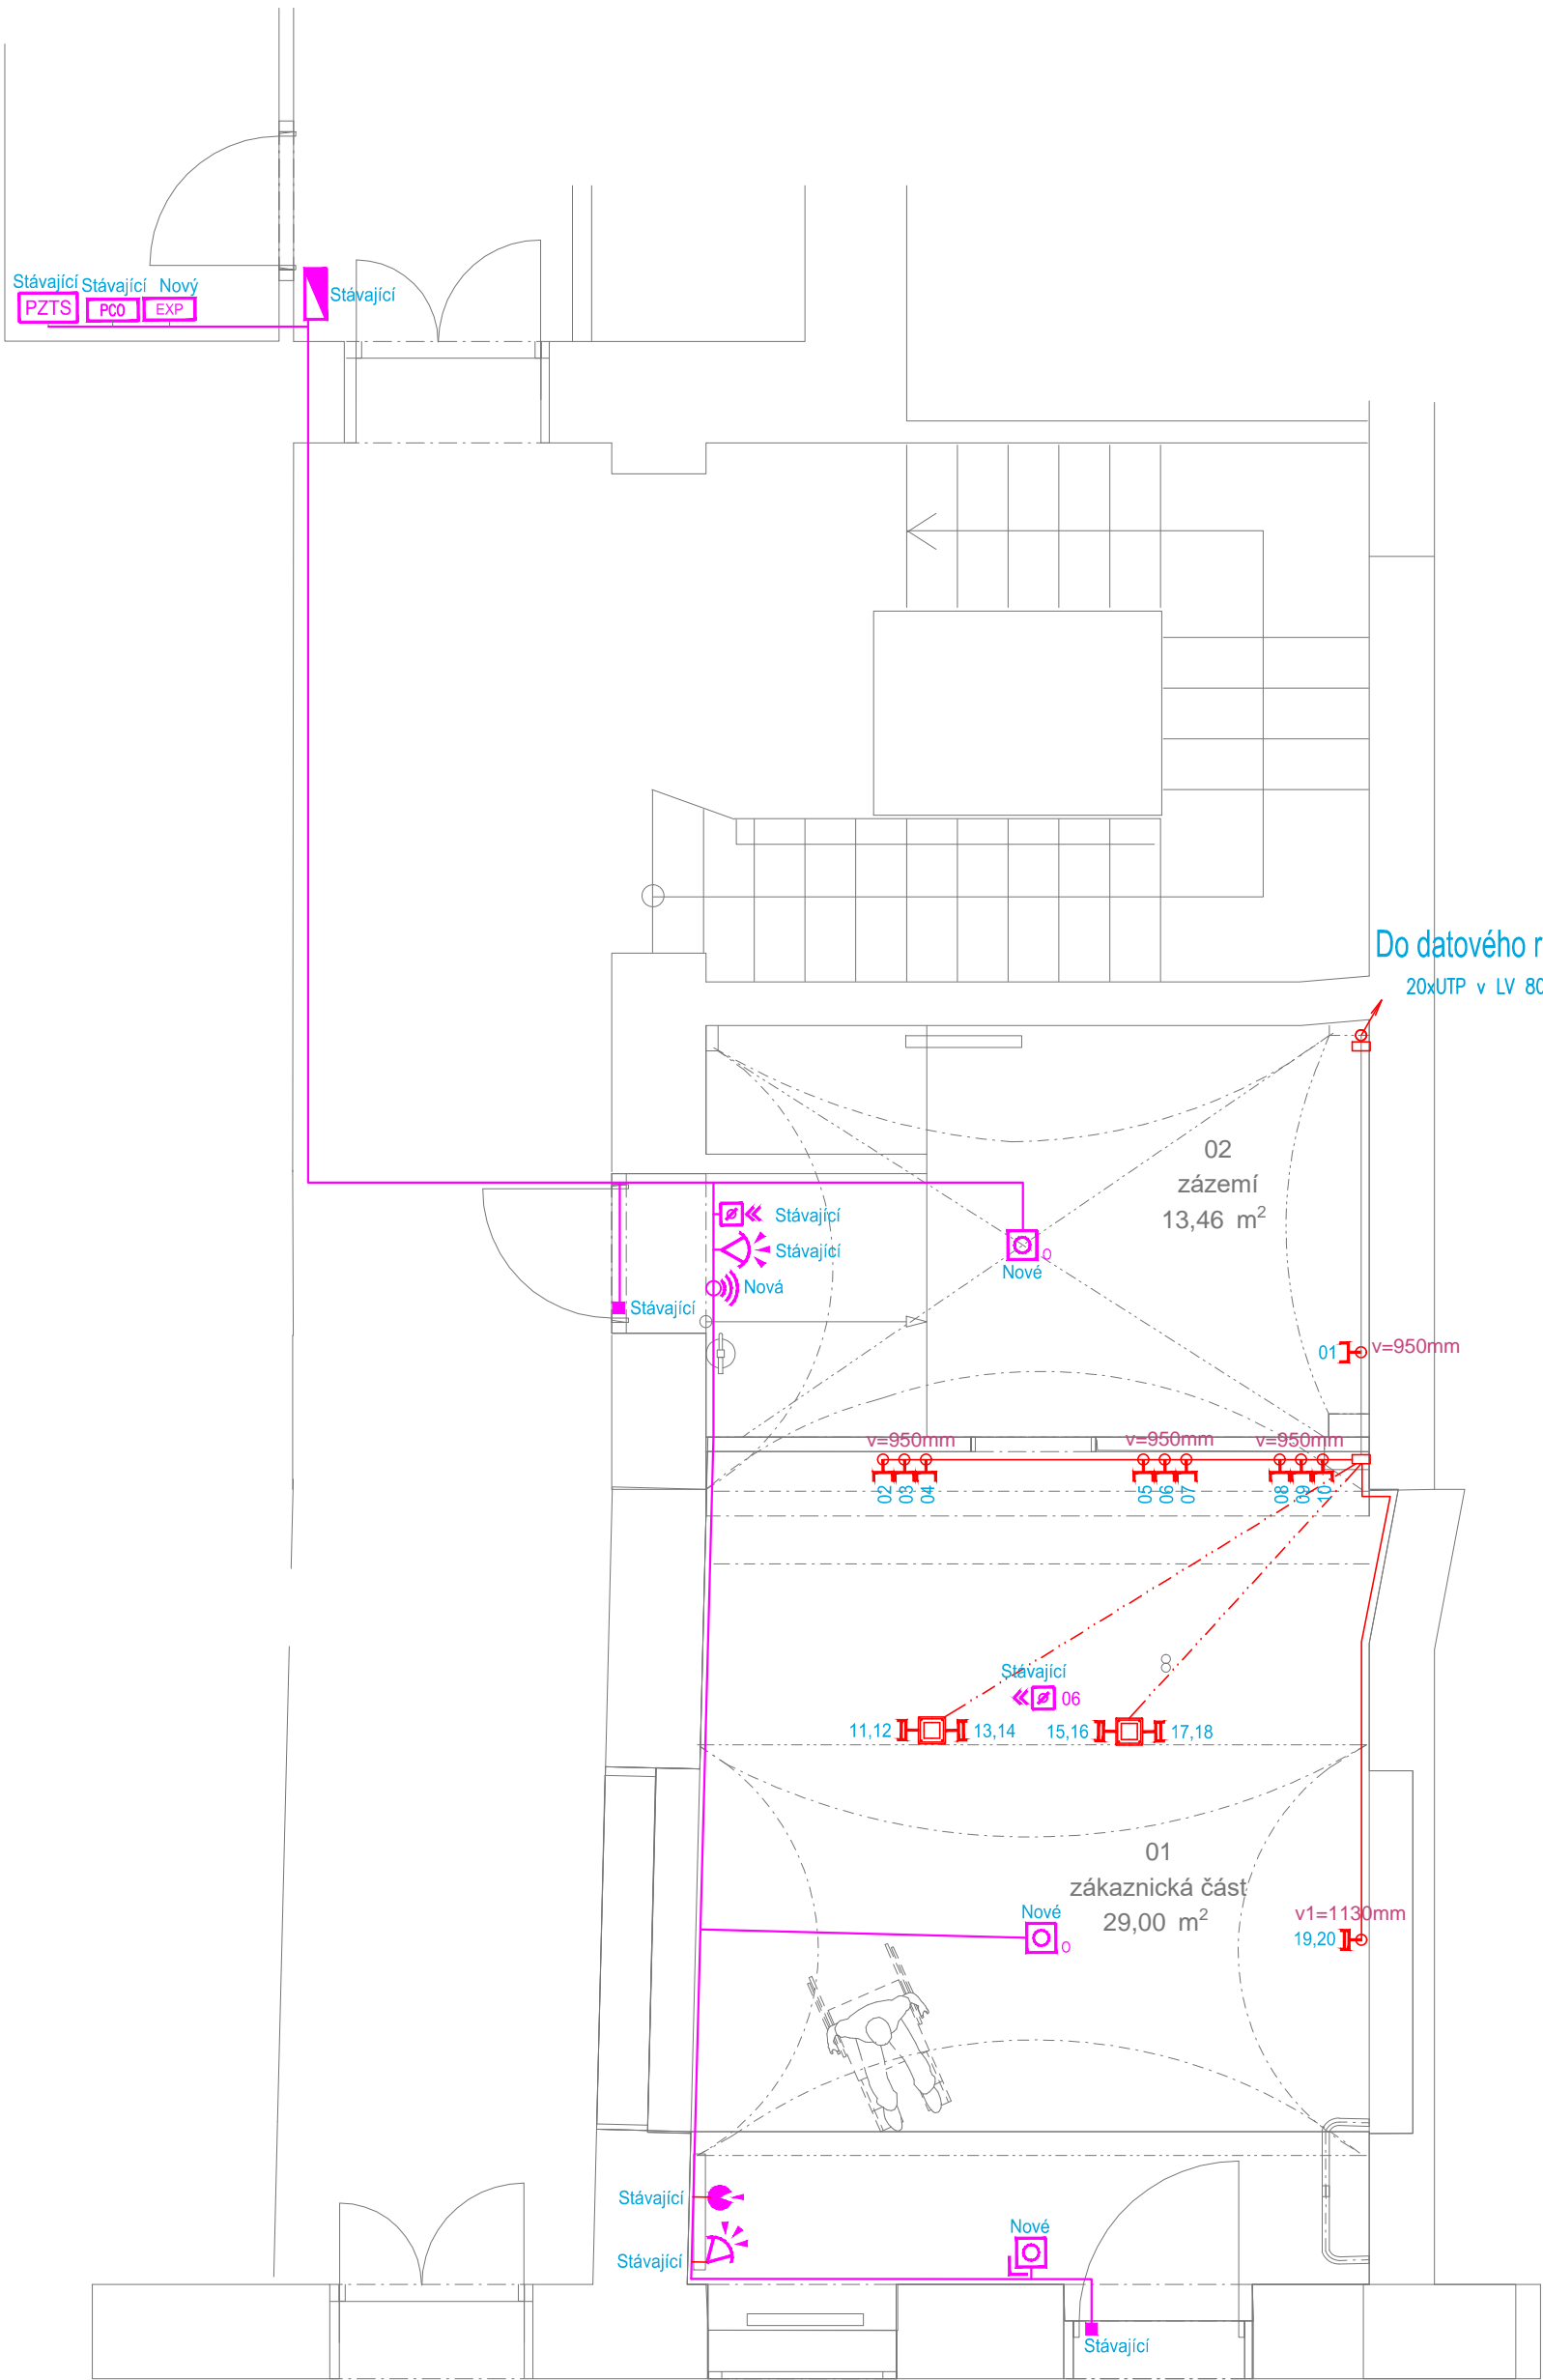 Stávající
Stávající
Nový
PZTS
PCO
EXP
Stávající
Do datového r
20xUTP v LV 80
02
zázemí
13,46 m²
Stávající
Stávající
Nová
Stávající
O
Nové
01
v=950mm
v=950mm
v=950mm
v=950mm
02
03
04
05
06
07
08
09
10
Stávající
06
11,12
13,14
15,16
17,18
01
zákaznická část
29,00 m²
Nové
O
v1=1130mm
19,20
Stávající
Stávající
Nové
Stávající